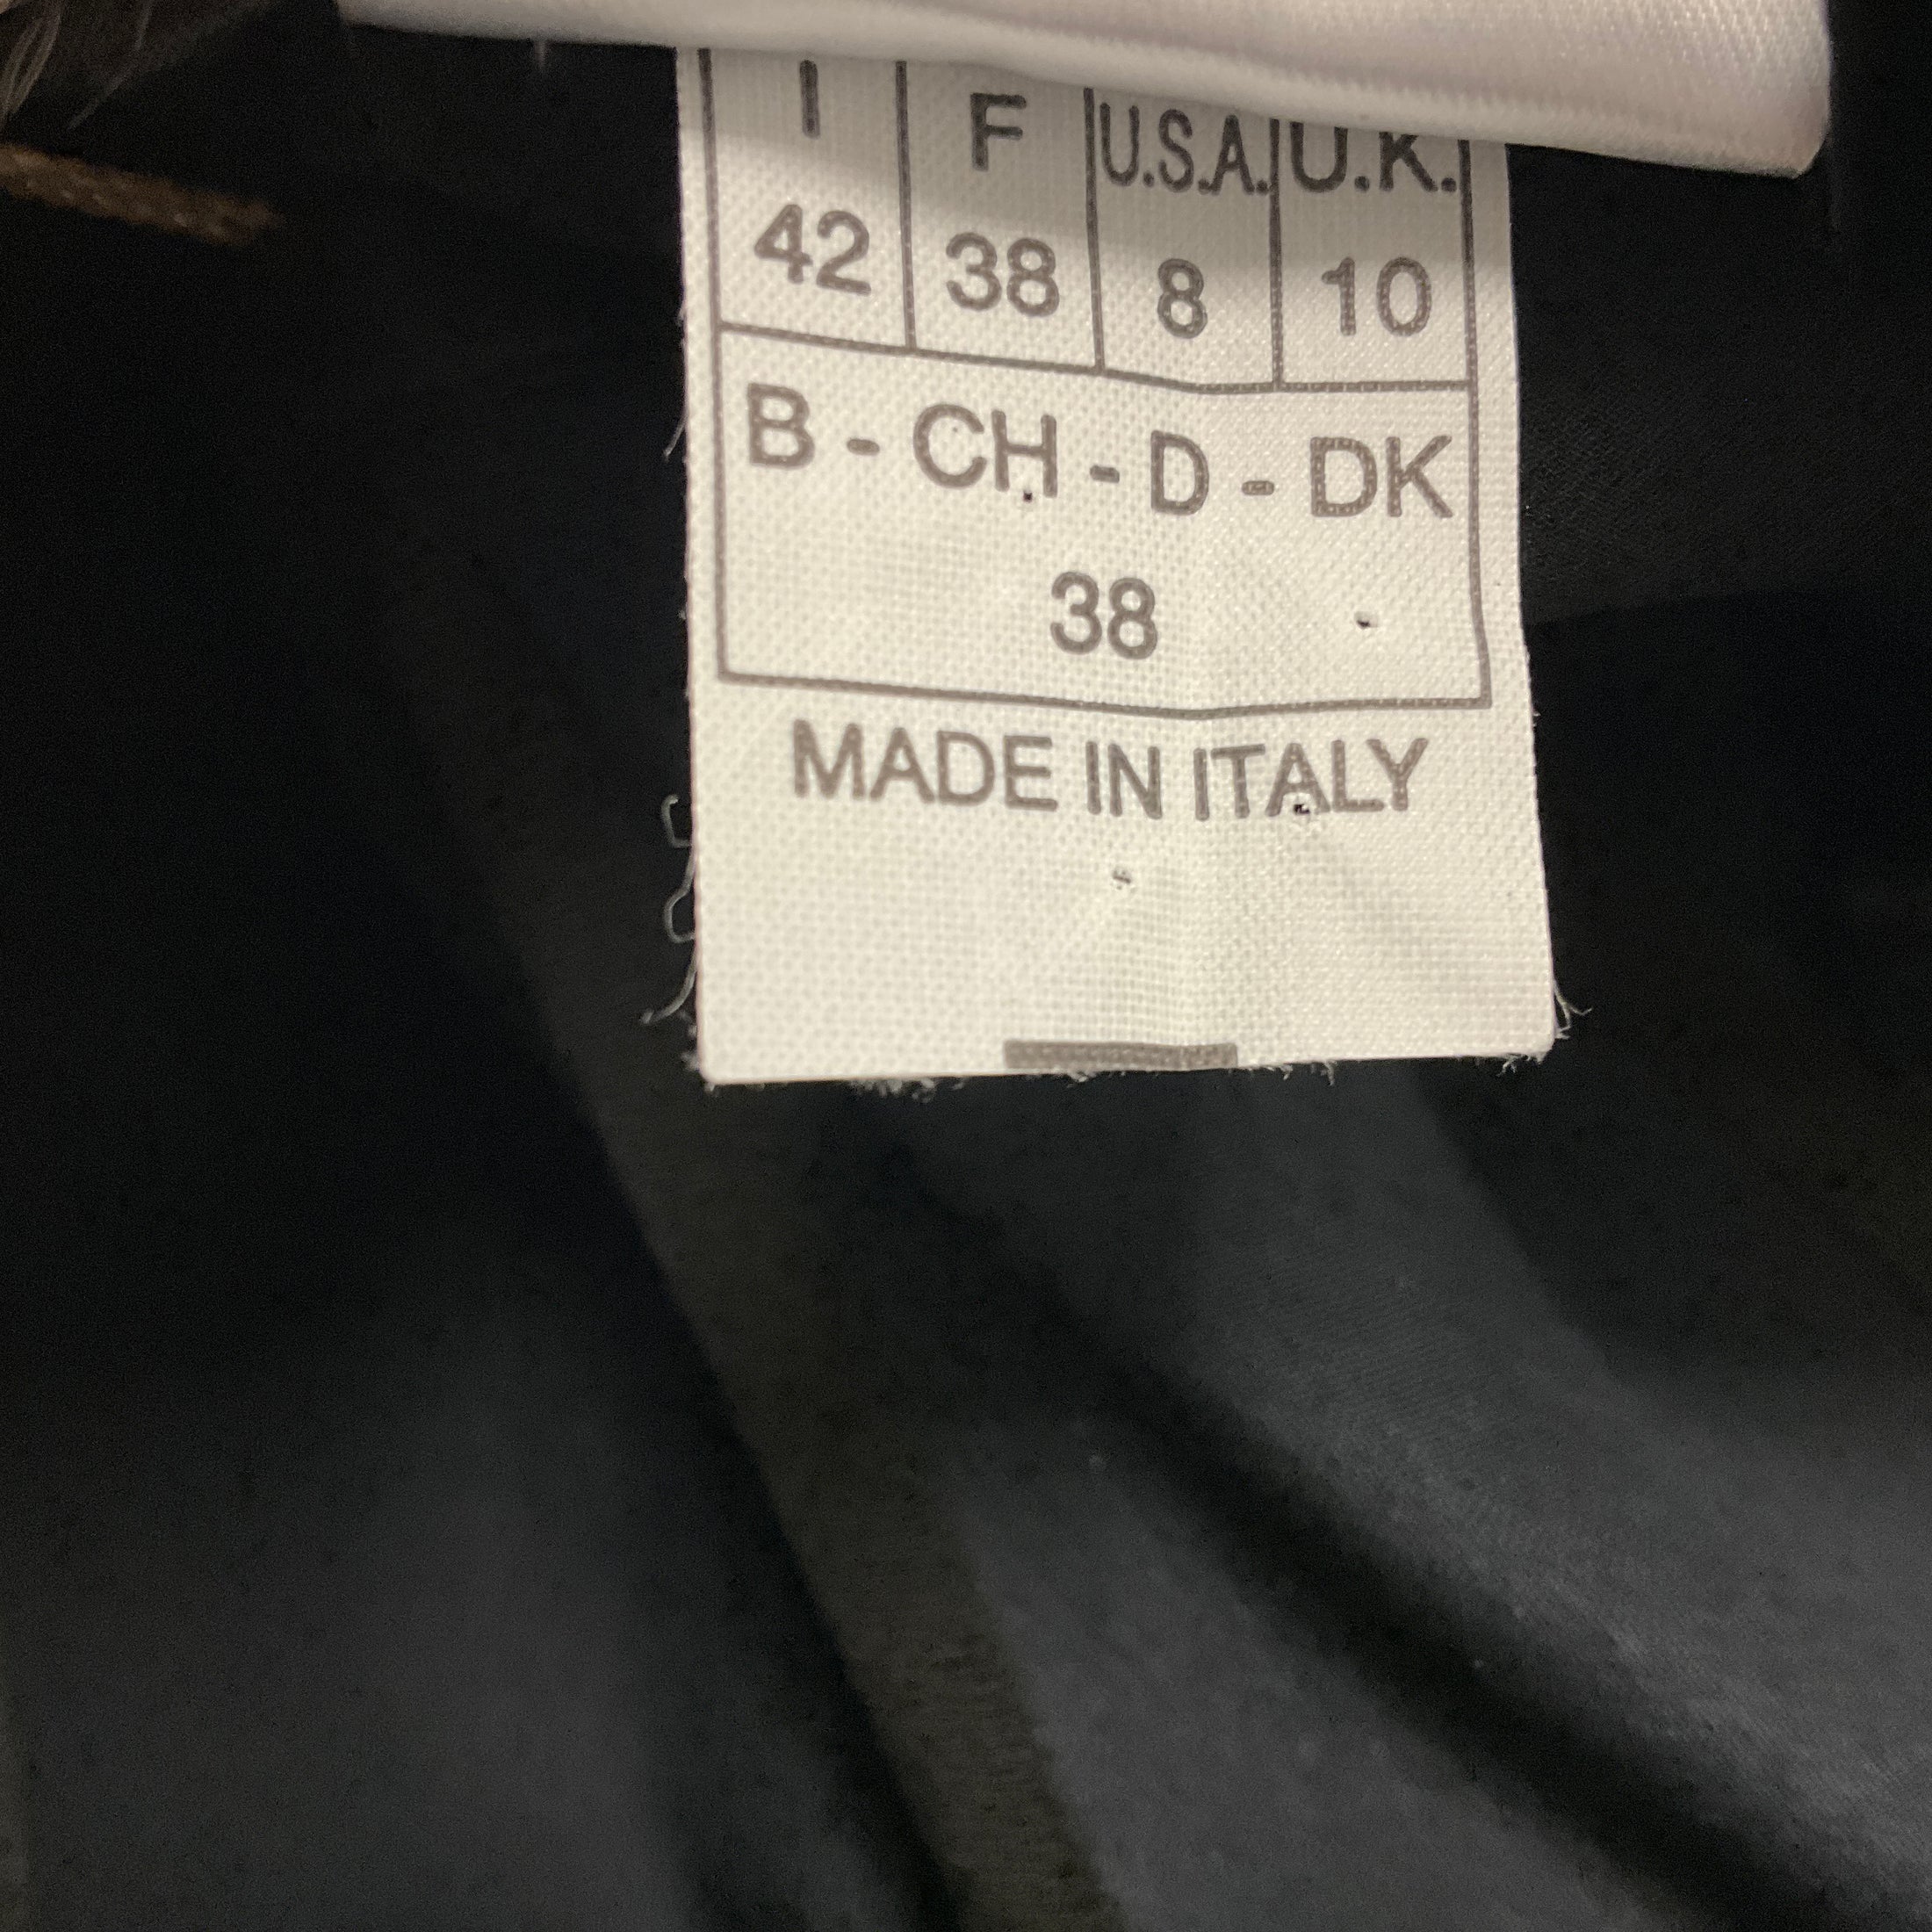 I F U.S.A. U.K.
42 38 8 10
B - CH - D - DK
38
MADE IN ITALY